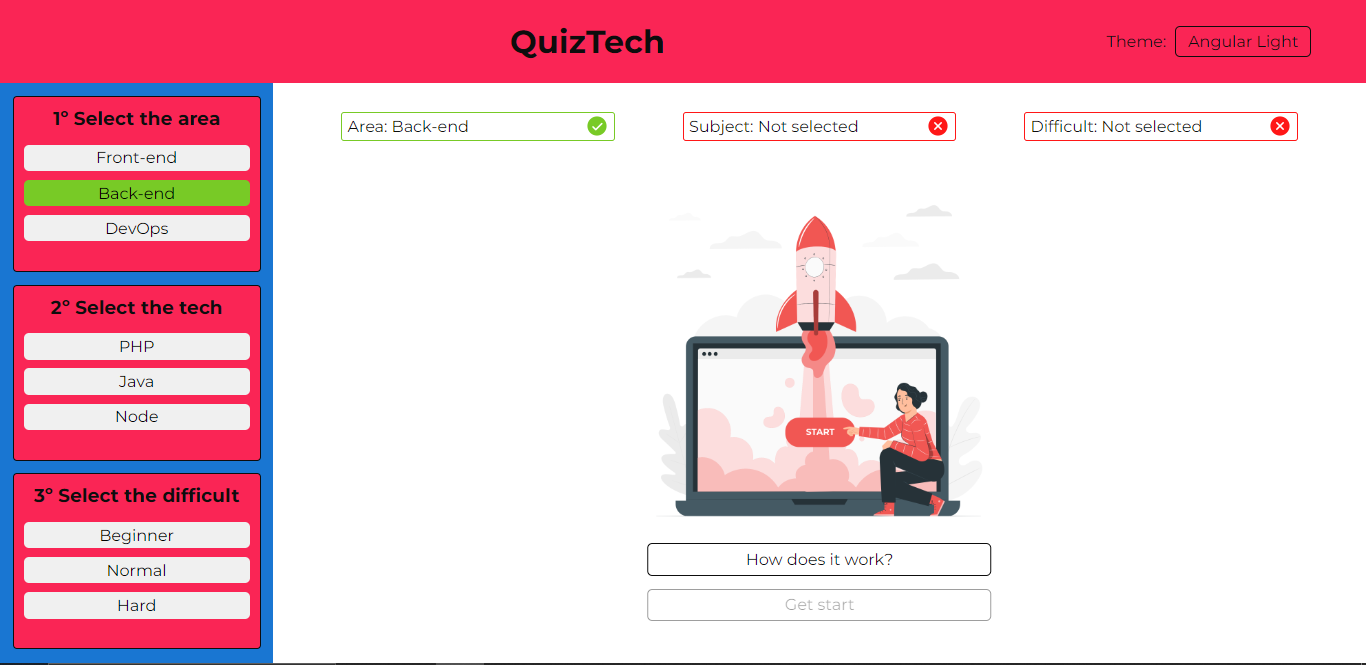 QuizTech
Theme: Angular Light
1º Select the area
Front-end
Back-end
DevOps
2º Select the tech
PHP
Java
Node
3º Select the difficult
Beginner
Normal
Hard
Area: Back-end
Subject: Not selected
Difficult: Not selected
START
How does it work?
Get start